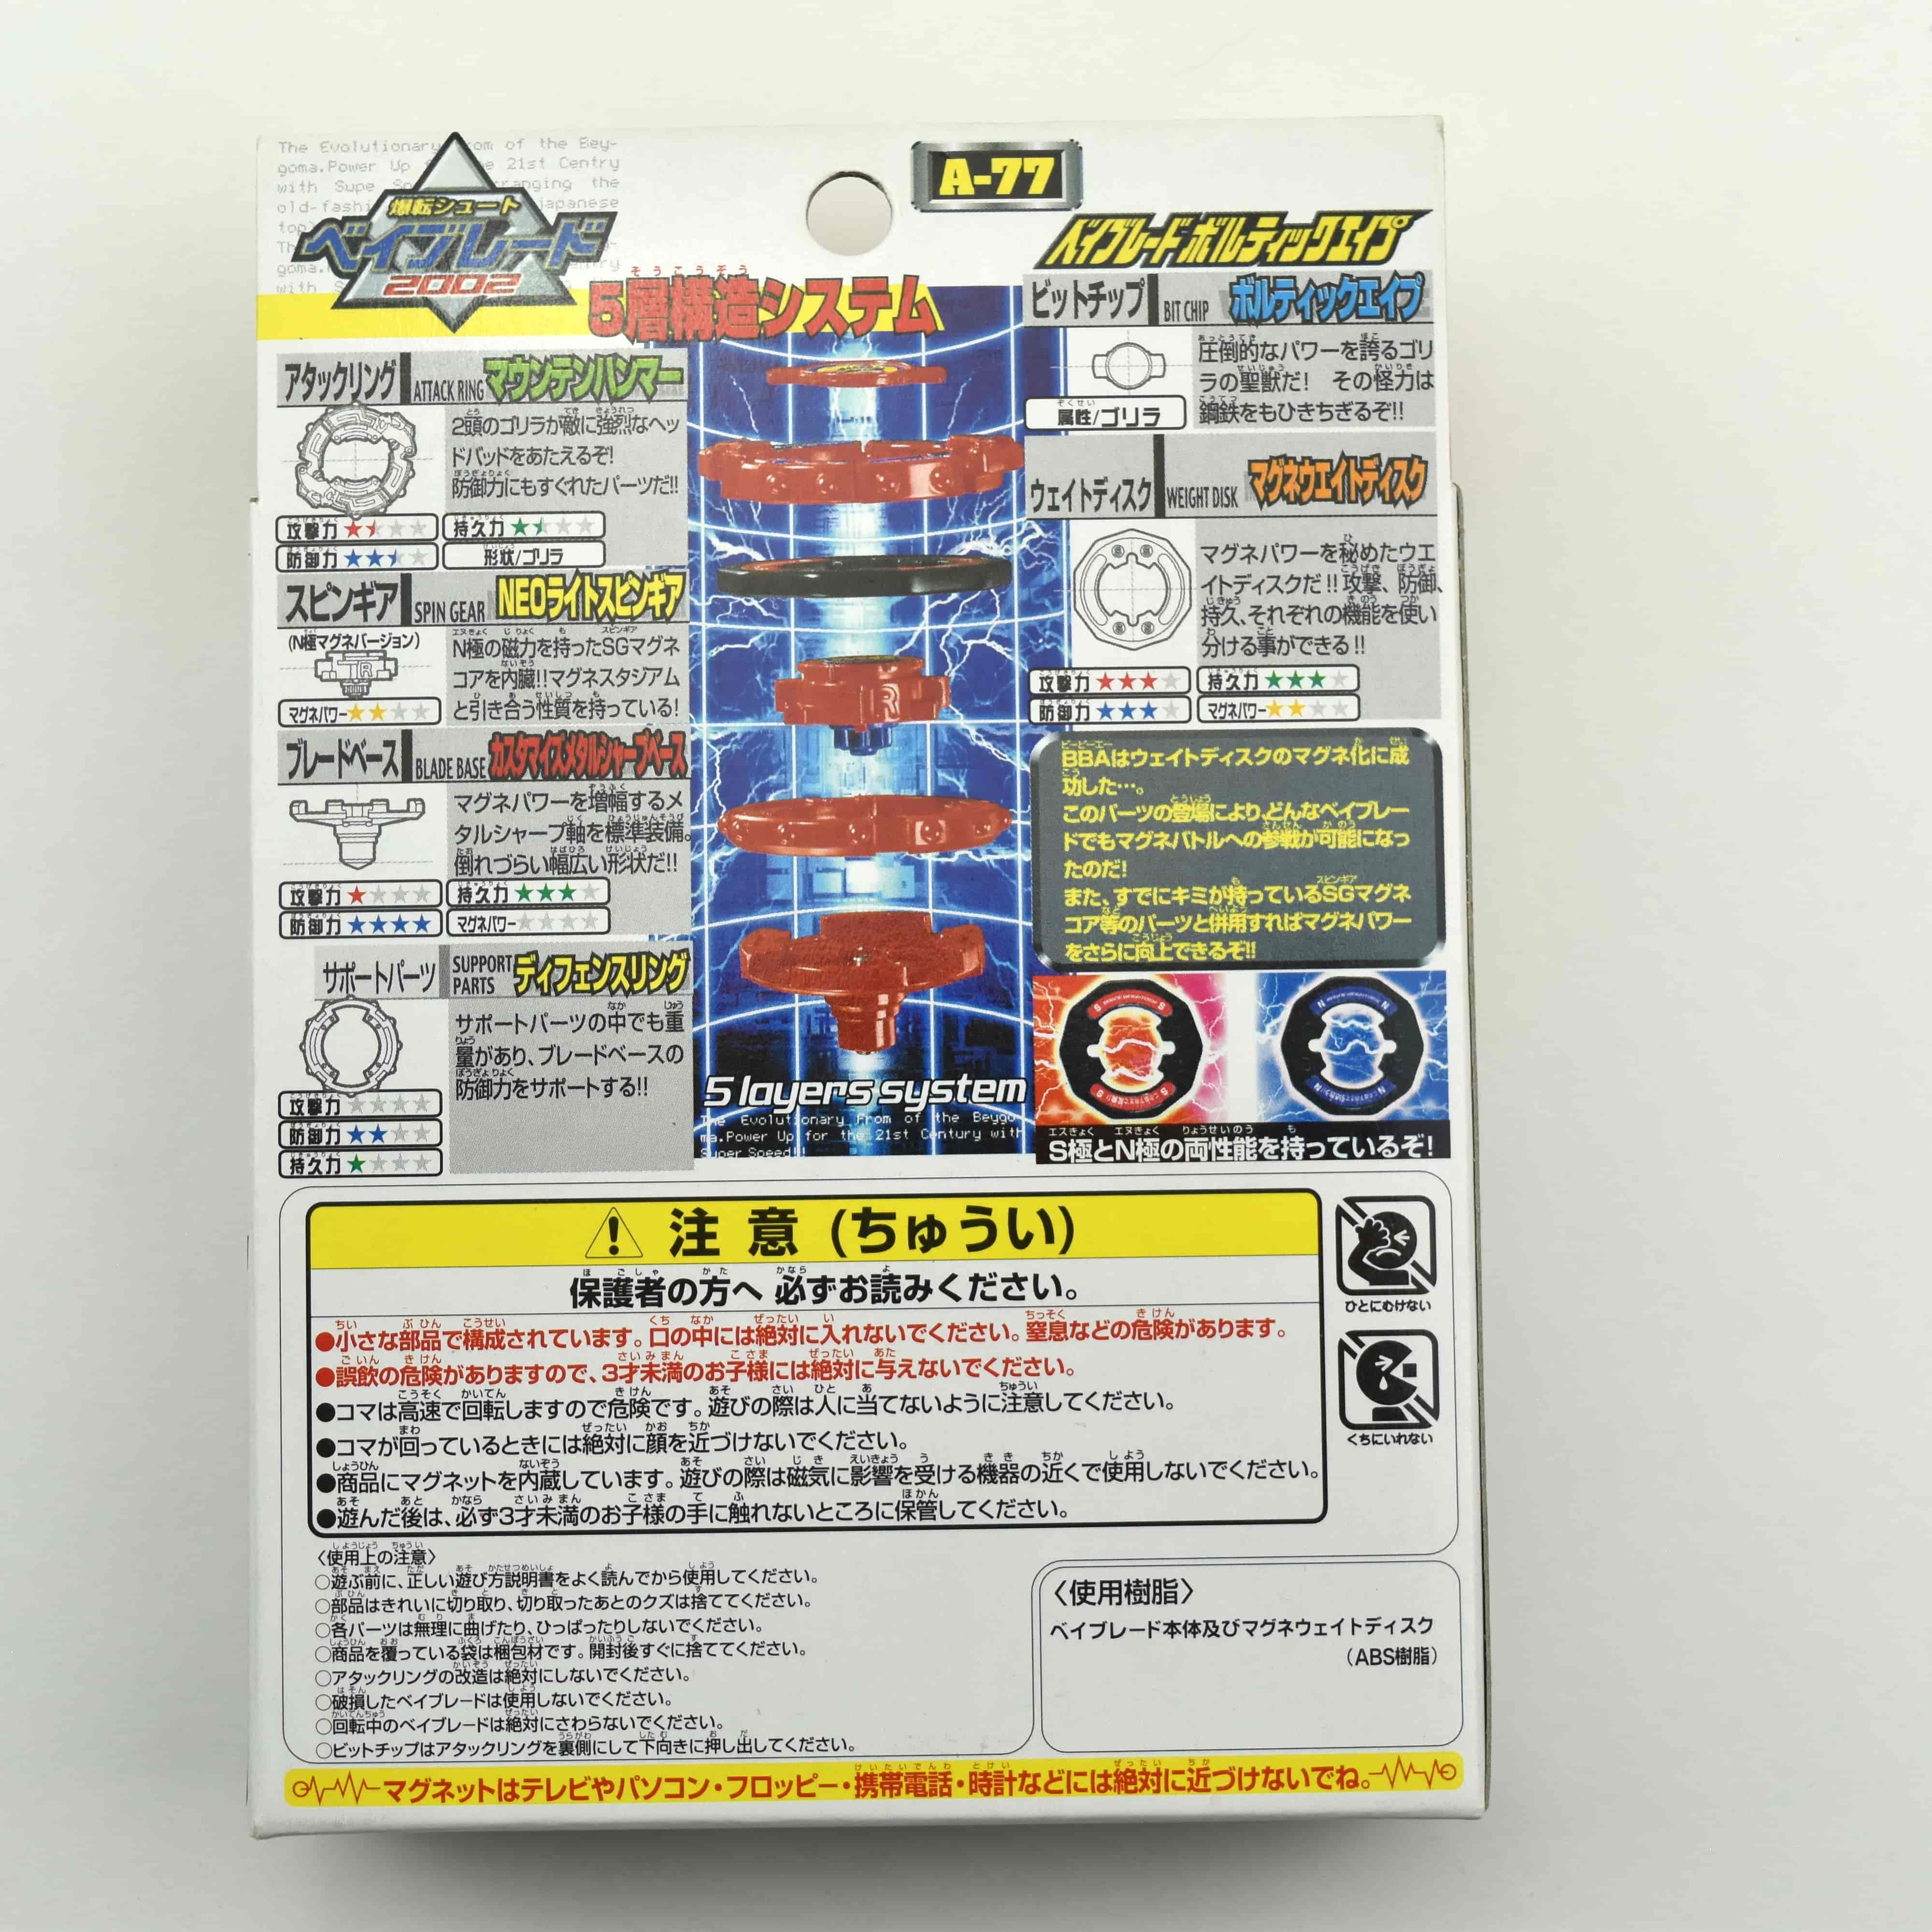 The Evolutionary From of the Bey-
goma.Power Up
21st Centry
with Supe
rranging the
old-fashi
japanese
top
爆転シュート
ベイブレード
2002
A-77
5層構造システム
アタックリング ATTACK RING マウンテンハンマー
2頭のゴリラが敵に強烈なヘッ
ドバッドをあたえるぞ!
防御力にもすぐれたパーツだ!!
攻撃力 ★★★★ 持久力 ★★★★
防御力 ★★★★ 形状/ゴリラ
スピンギア SPIN GEAR NEOライトスピンギア
(N極マグネバージョン)
N極の磁力を持ったSGマグネ
コアを内臓!!マグネスタジアム
と引き合う性質を持っている!
マグネパワー ★★★★
ブレードベース BLADE BASE カスタマイズメタルシャープベース
マグネパワーを増幅するメ
タルシャープ軸を標準装備。
倒れづらい幅広い形状だ!!
攻撃力 ★★★★ 持久力 ★★★★
防御力 ★★★★ マグネパワー ★★★★
サポートパーツ SUPPORT PARTS ディフェンスリング
サポートパーツの中でも重
量があり、ブレードベースの
防御力をサポートする!!
攻撃力 ★★★★
防御力 ★★★★
持久力 ★★★★
5 layers system
The Evolutionary From of the Beygo
ma.Power Up for the 21st Century with
Super Speed!!
ベイブレード ボルティックエイプ
ビットチップ BIT CHIP ボルティックエイプ
圧倒的なパワーを誇るゴリ
ラの聖獣だ! その怪力は
鋼鉄をもひきちぎるぞ!!
属性/ゴリラ
ウェイトディスク WEIGHT DISK マグネウエイトディスク
マグネパワーを秘めたウエ
イトディスクだ!!攻撃、防御、
持久、それぞれの機能を使い
分ける事ができる!!
攻撃力 ★★★★ 持久力 ★★★★
防御力 ★★★★ マグネパワー ★★★★
BBAはウェイトディスクのマグネ化に成
功した…。
このパーツの登場により、どんなベイブレー
ドでもマグネバトルへの参戦が可能になっ
たのだ!
また、すでにキミが持っているSGマグネ
コア等のパーツと併用すればマグネパワー
をさらに向上できるぞ!!
S極とN極の両性能を持っているぞ!
注意(ちゅうい)
保護者の方へ 必ずお読みください。
●小さな部品で構成されています。口の中には絶対に入れないでください。窒息などの危険があります。
●誤飲の危険がありますので、3才未満のお子様には絶対に与えないでください。
●コマは高速で回転しますので危険です。遊びの際は人に当てないように注意してください。
●コマが回っているときには絶対に顔を近づけないでください。
●商品にマグネットを内蔵しています。遊びの際は磁気に影響を受ける機器の近くで使用しないでください。
●遊んだ後は、必ず3才未満のお子様の手に触れないところに保管してください。
ひとにむけない
くちにいれない
〈使用上の注意〉
○遊ぶ前に、正しい遊び方説明書をよく読んでから使用してください。
○部品はきれいに切り取り、切り取ったあとのクズは捨ててください。
○各パーツは無理に曲げたり、ひっぱったりしないでください。
○商品を覆っている袋は梱包材です。開封後すぐに捨ててください。
○アタックリングの改造は絶対にしないでください。
○破損したベイブレードは使用しないでください。
○回転中のベイブレードは絶対にさわらないでください。
○ビットチップはアタックリングを裏側にして下向きに押し出してください。
〈使用樹脂〉
ベイブレード本体及びマグネウェイトディスク
(ABS樹脂)
マグネットはテレビやパソコン・フロッピー・携帯電話・時計などには絶対に近づけないでね。